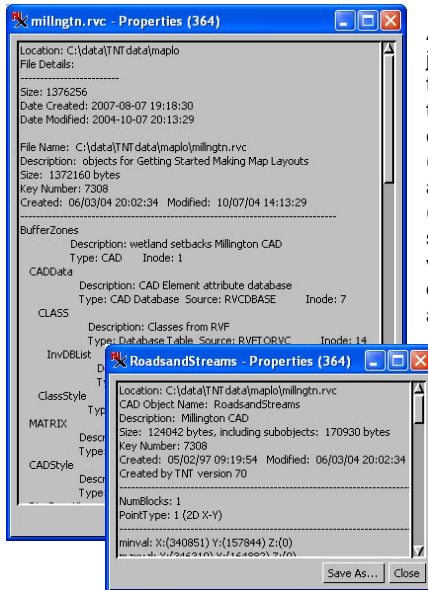 millngtn.rvc - Properties (364)
Location: C:\data\TNTdata\maplo
File Details:
-------------------------
Size: 1376256
Date Created: 2007-08-07 19:18:30
Date Modified: 2004-10-07 20:13:29
File Name: C:\data\TNTdata\maplo\millngtn.rvc
Description: objects for Getting Started Making Map Layouts
Size: 1372160 bytes
Key Number: 7308
Created: 06/03/04 20:02:34 Modified: 10/07/04 14:13:29
BufferZones
Description: wetland setbacks Millington CAD
Type: CAD Inode: 1
CADData
Description: CAD Element attribute database
Type: CAD Database Source: RVCDBASE Inode: 7
CLASS
Description: Classes from RVF
Type: Database Table Source: RVFTORVC Inode: 14
InvDBList
ClassStyle
Typ
MATRIX
Descr
Type:
CADStyle
Descr
Type:
RoadsandStreams - Properties (364)
Location: C:\data\TNTdata\maplo\millngtn.rvc
CAD Object Name: RoadsandStreams
Description: Millington CAD
Size: 124042 bytes, including subobjects: 170930 bytes
Key Number: 7308
Created: 05/02/97 09:19:54 Modified: 06/03/04 20:02:34
Created by TNT version 70
NumBlocks: 1
PointType: 1 (2D X-Y)
minval: X:(340851) Y:(157844) Z:(0)
Save As... Close